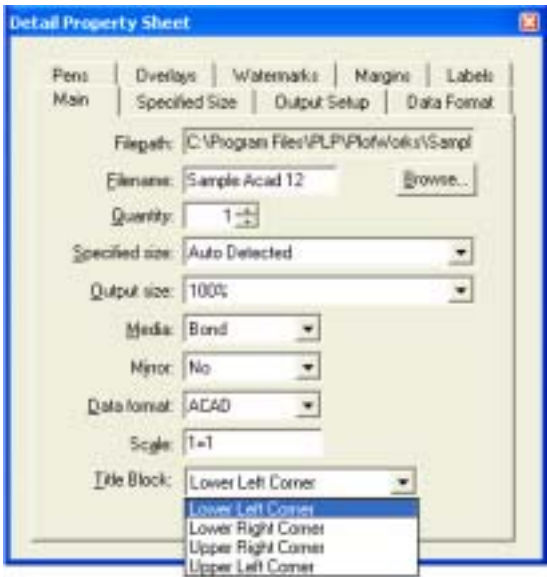 Detail Property Sheet
Pens Overlays Watermarks Margins Labels
Main Specified Size Output Setup Data Format
Filepath: C:\Program Files\PLP\PlotWorks\Sampl
Filename: Sample Acad 12 Browse...
Quantity: 1
Specified size: Auto Detected
Output size: 100%
Media: Bond
Mirror: No
Data format: ACAD
Scale: 1=1
Title Block: Lower Left Corner
Lower Left Corner
Lower Right Corner
Upper Right Corner
Upper Left Corner